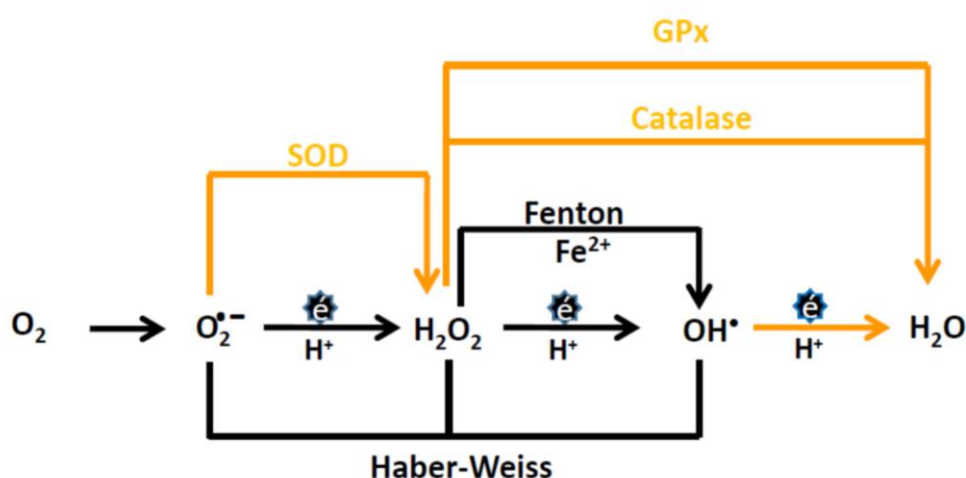 GPx
Catalase
SOD
Fenton
Fe²⁺
O₂ O₂•⁻ é H⁺ H₂O₂ é H⁺ OH• é H⁺ H₂O
Haber-Weiss